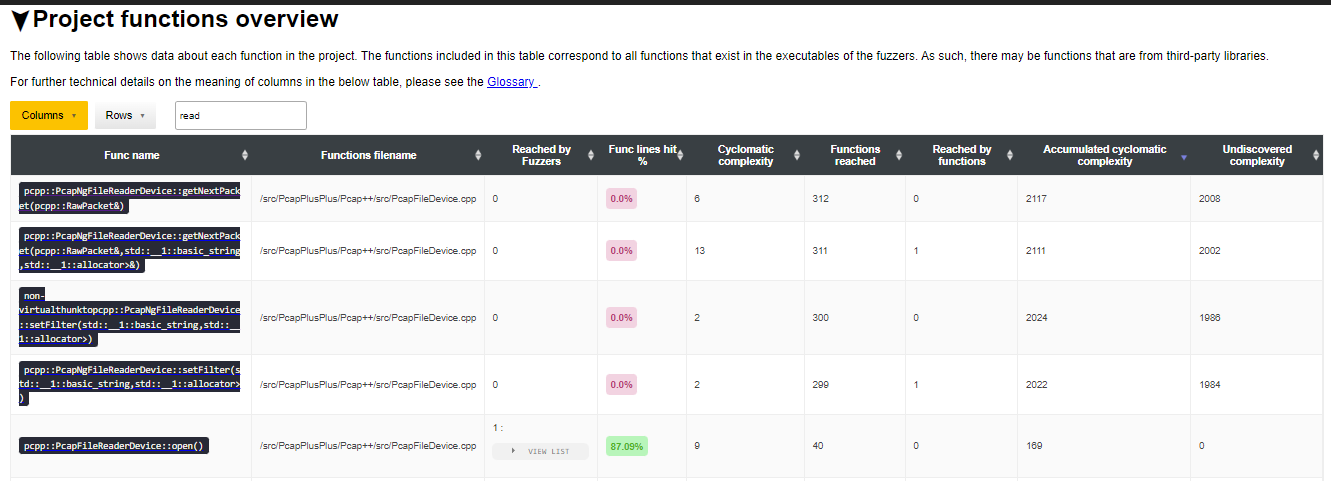 Project functions overview
The following table shows data about each function in the project. The functions included in this table correspond to all functions that exist in the executables of the fuzzers. As such, there may be functions that are from third-party libraries.
For further technical details on the meaning of columns in the below table, please see the Glossary .
Columns ▾ Rows ▾ read
Func name Functions filename Reached by Fuzzers Func lines hit % Cyclomatic complexity Functions reached Reached by functions Accumulated cyclomatic complexity Undiscovered complexity
pcpp::PcapNgFileReaderDevice::getNextPack
et(pcpp::RawPacket&)
/src/PcapPlusPlus/Pcap++/src/PcapFileDevice.cpp 0 0.0% 6 312 0 2117 2008
pcpp::PcapNgFileReaderDevice::getNextPack
et(pcpp::RawPacket&,std::__1::basic_string
,std::__1::allocator>&)
/src/PcapPlusPlus/Pcap++/src/PcapFileDevice.cpp 0 0.0% 13 311 1 2111 2002
non-
virtualthunktopcpp::PcapNgFileReaderDevice
::setFilter(std::__1::basic_string,std::__
1::allocator>)
/src/PcapPlusPlus/Pcap++/src/PcapFileDevice.cpp 0 0.0% 2 300 0 2024 1986
pcpp::PcapNgFileReaderDevice::setFilter(s
td::__1::basic_string,std::__1::allocator>
)
/src/PcapPlusPlus/Pcap++/src/PcapFileDevice.cpp 0 0.0% 2 299 1 2022 1984
pcpp::PcapFileReaderDevice::open() /src/PcapPlusPlus/Pcap++/src/PcapFileDevice.cpp 1 : 87.09% 9 40 0 169 0
VIEW LIST